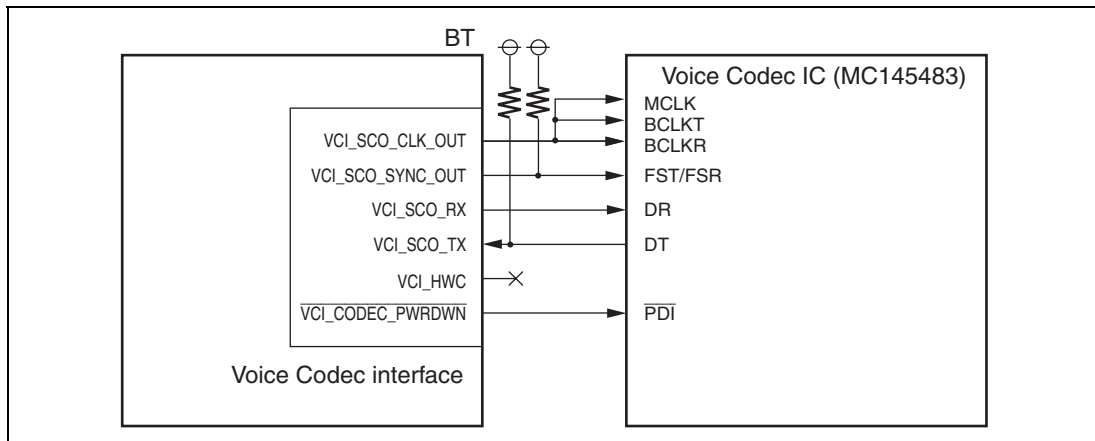 BT
Voice Codec IC (MC145483)
MCLK
BCLKT
VCI_SCO_CLK_OUT
BCLKR
VCI_SCO_SYNC_OUT
FST/FSR
VCI_SCO_RX
DR
VCI_SCO_TX
DT
VCI_HWC
VCI_CODEC_PWRDWN
PDI
Voice Codec interface